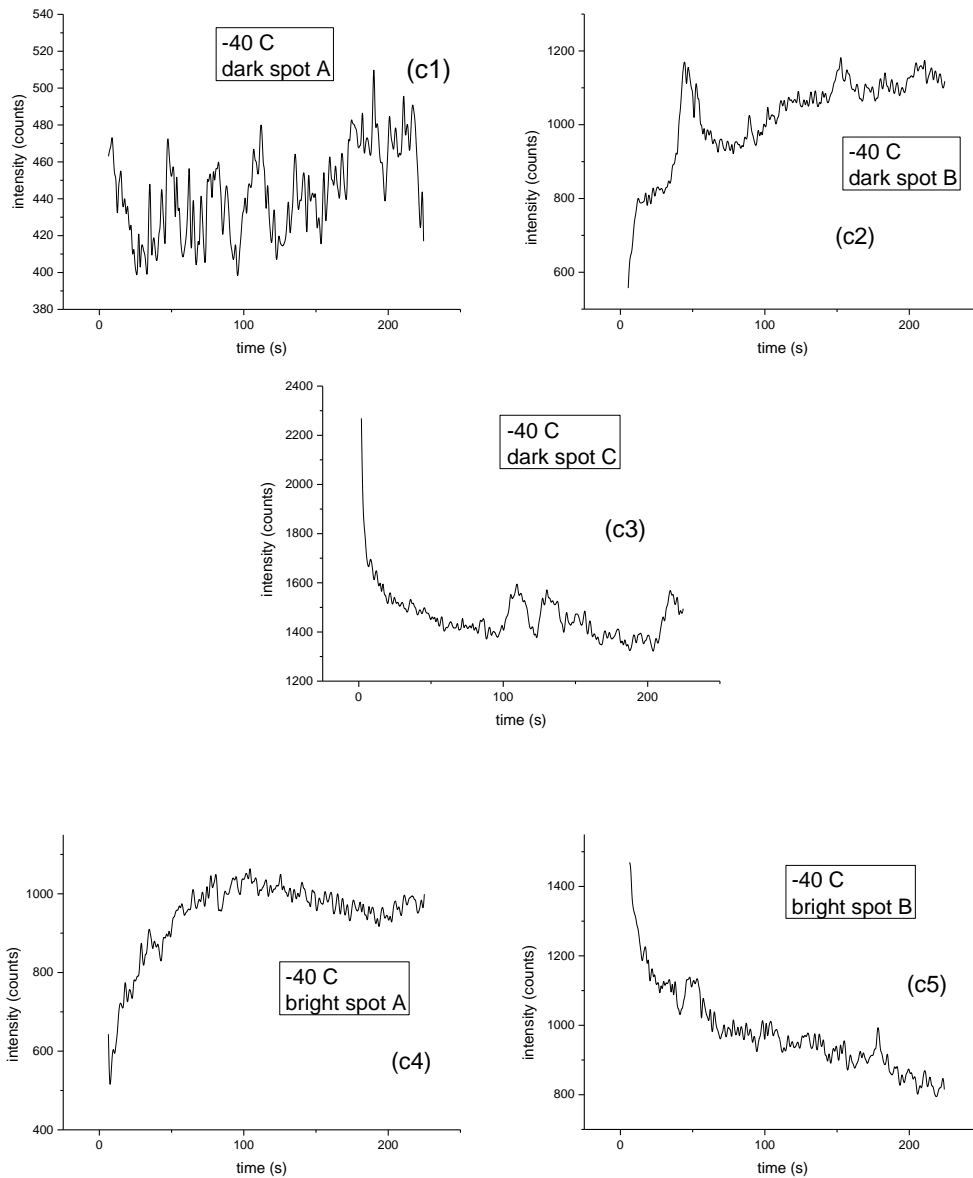 540
520
500
480
460
440
420
400
380
intensity (counts)
0
100
200
time (s)
-40 C
dark spot A
(c1)
1200
1000
800
600
intensity (counts)
0
100
200
time (s)
-40 C
dark spot B
(c2)
2400
2200
2000
1800
1600
1400
1200
intensity (counts)
0
100
200
time (s)
-40 C
dark spot C
(c3)
1000
800
600
400
intensity (counts)
0
100
200
time (s)
-40 C
bright spot A
(c4)
1400
1200
1000
800
intensity (counts)
0
100
200
time (s)
-40 C
bright spot B
(c5)